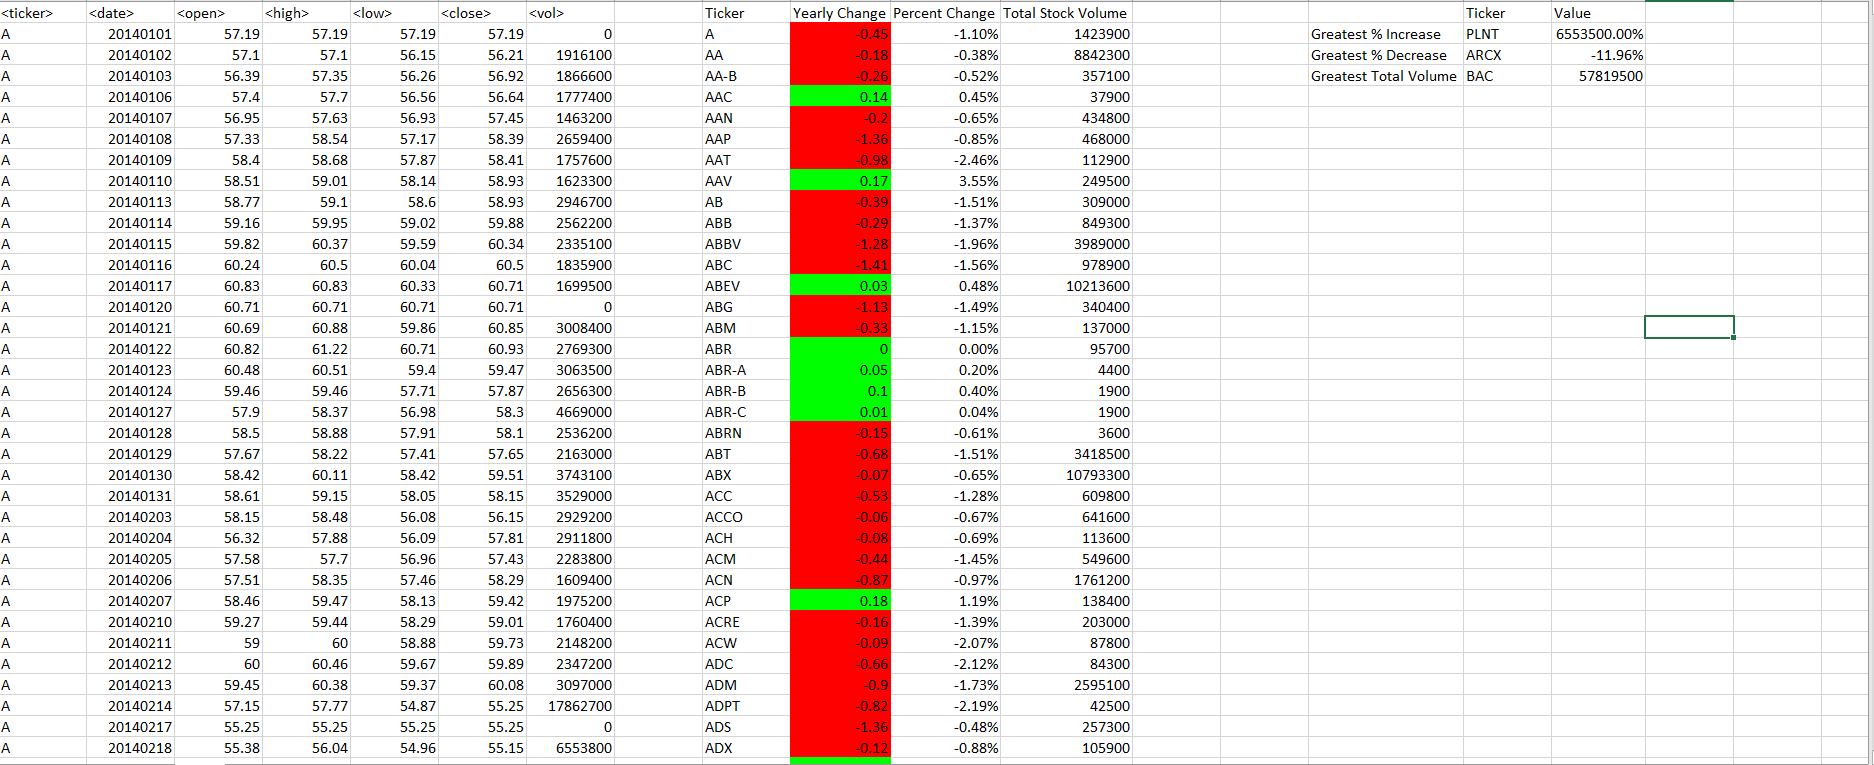 <ticker> <date> <open> <high> <low> <close> <vol> Ticker Yearly Change Percent Change Total Stock Volume Ticker Value
A 20140101 57.19 57.19 57.19 57.19 0 A -0.45 -1.10% 1423900 Greatest % Increase PLNT 6553500.00%
A 20140102 57.1 57.1 56.15 56.21 1916100 AA -0.18 -0.38% 8842300 Greatest % Decrease ARCX -11.96%
A 20140103 56.39 57.35 56.26 56.92 1866600 AA-B -0.26 -0.52% 357100 Greatest Total Volume BAC 57819500
A 20140106 57.4 57.7 56.56 56.64 1777400 AAC 0.14 0.45% 37900
A 20140107 56.95 57.63 56.93 57.45 1463200 AAN -0.2 -0.65% 434800
A 20140108 57.33 58.54 57.17 58.39 2659400 AAP -1.36 -0.85% 468000
A 20140109 58.4 58.68 57.87 58.41 1757600 AAT -0.98 -2.46% 112900
A 20140110 58.51 59.01 58.14 58.93 1623300 AAV 0.17 3.55% 249500
A 20140113 58.77 59.1 58.6 58.93 2946700 AB -0.39 -1.51% 309000
A 20140114 59.16 59.95 59.02 59.88 2562200 ABB -0.29 -1.37% 849300
A 20140115 59.82 60.37 59.59 60.34 2335100 ABBV -1.28 -1.96% 3989000
A 20140116 60.24 60.5 60.04 60.5 1835900 ABC -1.41 -1.56% 978900
A 20140117 60.83 60.83 60.33 60.71 1699500 ABEV 0.03 0.48% 10213600
A 20140120 60.71 60.71 60.71 60.71 0 ABG -1.13 -1.49% 340400
A 20140121 60.69 60.88 59.86 60.85 3008400 ABM -0.33 -1.15% 137000
A 20140122 60.82 61.22 60.71 60.93 2769300 ABR 0 0.00% 95700
A 20140123 60.48 60.51 59.4 59.47 3063500 ABR-A 0.05 0.20% 4400
A 20140124 59.46 59.46 57.71 57.87 2656300 ABR-B 0.1 0.40% 1900
A 20140127 57.9 58.37 56.98 58.3 4669000 ABR-C 0.01 0.04% 1900
A 20140128 58.5 58.88 57.91 58.1 2536200 ABRN -0.15 -0.61% 3600
A 20140129 57.67 58.22 57.41 57.65 2163000 ABT -0.68 -1.51% 3418500
A 20140130 58.42 60.11 58.42 59.51 3743100 ABX -0.07 -0.65% 10793300
A 20140131 58.61 59.15 58.05 58.15 3529000 ACC -0.53 -1.28% 609800
A 20140203 58.15 58.48 56.08 56.15 2929200 ACCO -0.06 -0.67% 641600
A 20140204 56.32 57.88 56.09 57.81 2911800 ACH -0.08 -0.69% 113600
A 20140205 57.58 57.7 56.96 57.43 2283800 ACM -0.44 -1.45% 549600
A 20140206 57.51 58.35 57.46 58.29 1609400 ACN -0.87 -0.97% 1761200
A 20140207 58.46 59.47 58.13 59.42 1975200 ACP 0.18 1.19% 138400
A 20140210 59.27 59.44 58.29 59.01 1760400 ACRE -0.16 -1.39% 203000
A 20140211 59 60 58.88 59.73 2148200 ACW -0.09 -2.07% 87800
A 20140212 60 60.46 59.67 59.89 2347200 ADC -0.66 -2.12% 84300
A 20140213 59.45 60.38 59.37 60.08 3097000 ADM -0.9 -1.73% 2595100
A 20140214 57.15 57.77 54.87 55.25 17862700 ADPT -0.82 -2.19% 42500
A 20140217 55.25 55.25 55.25 55.25 0 ADS -1.36 -0.48% 257300
A 20140218 55.38 56.04 54.96 55.15 6553800 ADX -0.12 -0.88% 105900